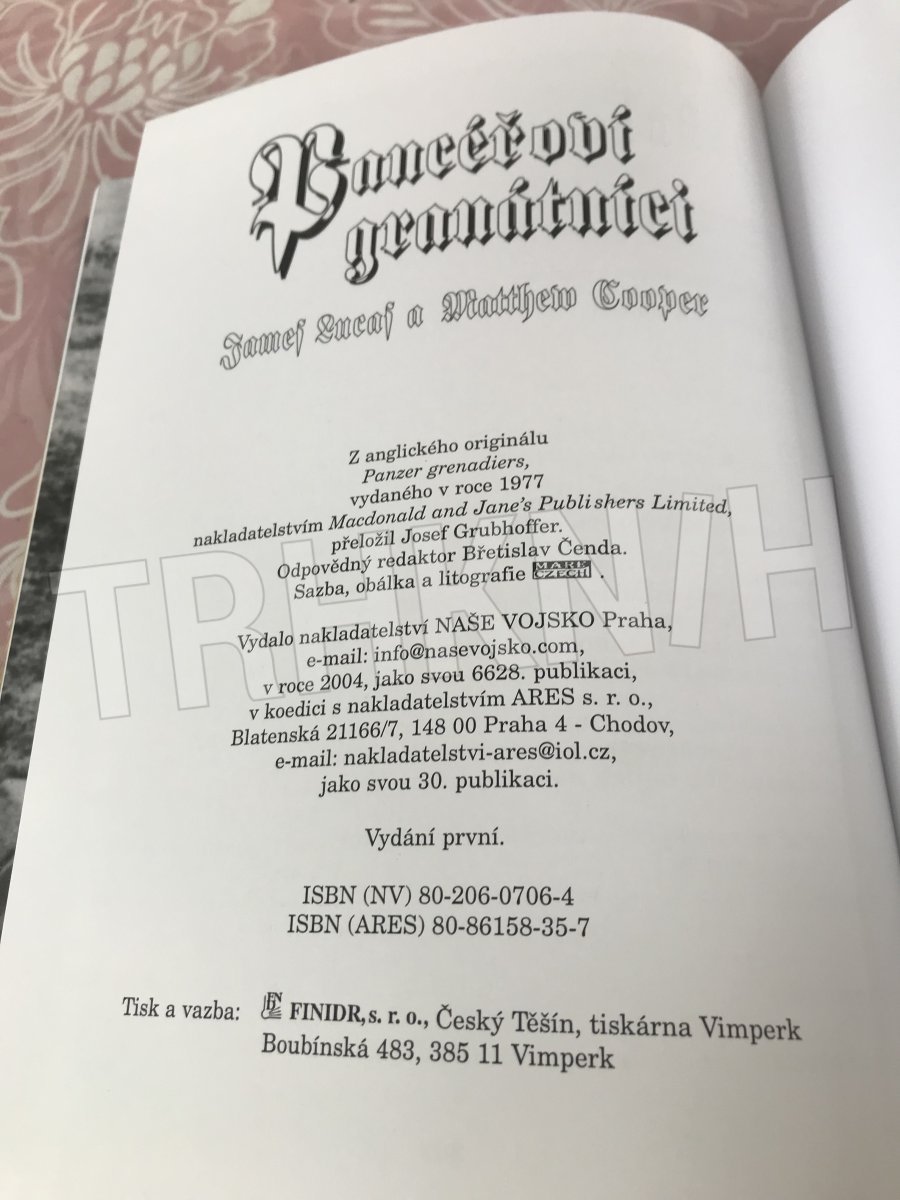 Pancéřoví
granátníci
James Lucas a Matthew Cooper
Z anglického originálu
Panzer grenadiers,
vydaného v roce 1977
nakladatelstvím Macdonald and Jane's Publishers Limited,
přeložil Josef Grubhoffer.
Odpovědný redaktor Břetislav Čenda.
Sazba, obálka a litografie MARE CZECH .
Vydalo nakladatelství NAŠE VOJSKO Praha,
e-mail: info@nasevojsko.com,
v roce 2004, jako svou 6628. publikaci,
v koedici s nakladatelstvím ARES s. r. o.,
Blatenská 21166/7, 148 00 Praha 4 - Chodov,
e-mail: nakladatelstvi-ares@iol.cz,
jako svou 30. publikaci.
Vydání první.
ISBN (NV) 80-206-0706-4
ISBN (ARES) 80-86158-35-7
Tisk a vazba: FINIDR, s. r. o., Český Těšín, tiskárna Vimperk
Boubínská 483, 385 11 Vimperk
TRHKNIH